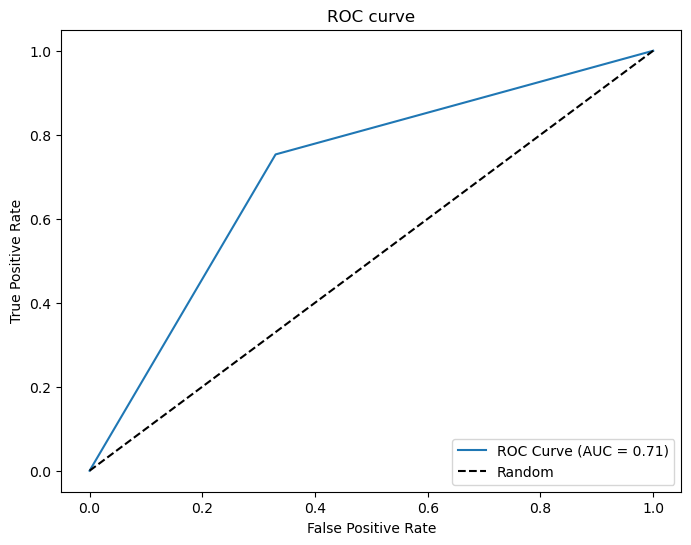 ROC curve
1.0
0.8
0.6
0.4
0.2
0.0
True Positive Rate
0.0 0.2 0.4 0.6 0.8 1.0
False Positive Rate
ROC Curve (AUC = 0.71)
Random